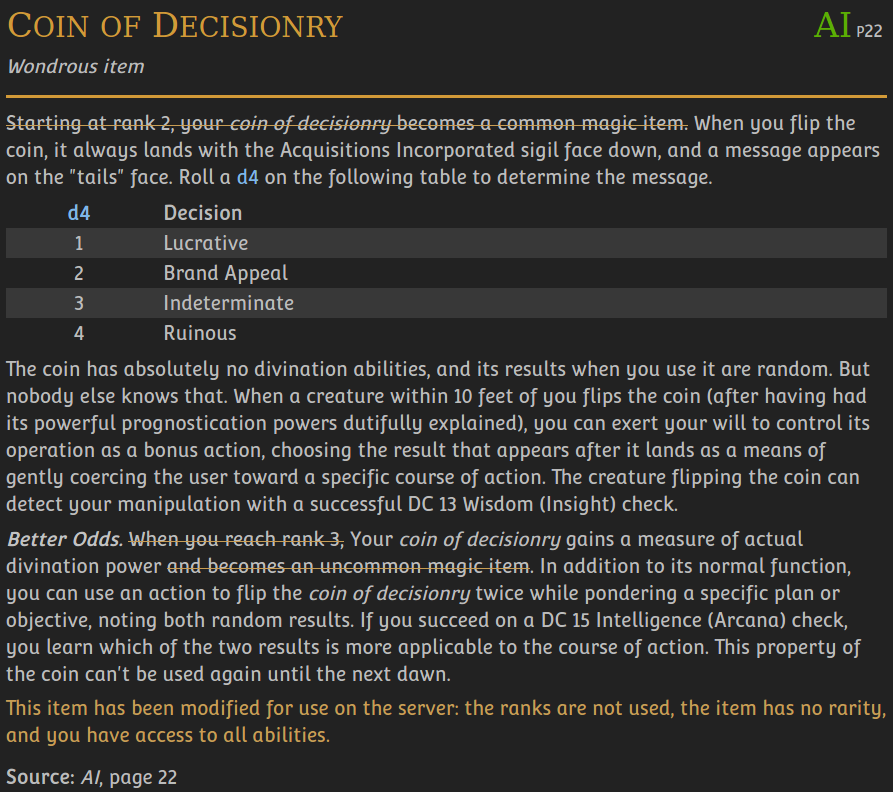 Coin of Decisionry AI P22
Wondrous item
Starting at rank 2, your coin of decisionry becomes a common magic item. When you flip the
coin, it always lands with the Acquisitions Incorporated sigil face down, and a message appears
on the "tails" face. Roll a d4 on the following table to determine the message.
d4 Decision
1 Lucrative
2 Brand Appeal
3 Indeterminate
4 Ruinous
The coin has absolutely no divination abilities, and its results when you use it are random. But
nobody else knows that. When a creature within 10 feet of you flips the coin (after having had
its powerful prognostication powers dutifully explained), you can exert your will to control its
operation as a bonus action, choosing the result that appears after it lands as a means of
gently coercing the user toward a specific course of action. The creature flipping the coin can
detect your manipulation with a successful DC 13 Wisdom (Insight) check.
Better Odds. When you reach rank 3, Your coin of decisionry gains a measure of actual
divination power and becomes an uncommon magic item. In addition to its normal function,
you can use an action to flip the coin of decisionry twice while pondering a specific plan or
objective, noting both random results. If you succeed on a DC 15 Intelligence (Arcana) check,
you learn which of the two results is more applicable to the course of action. This property of
the coin can't be used again until the next dawn.
This item has been modified for use on the server: the ranks are not used, the item has no rarity,
and you have access to all abilities.
Source: AI, page 22